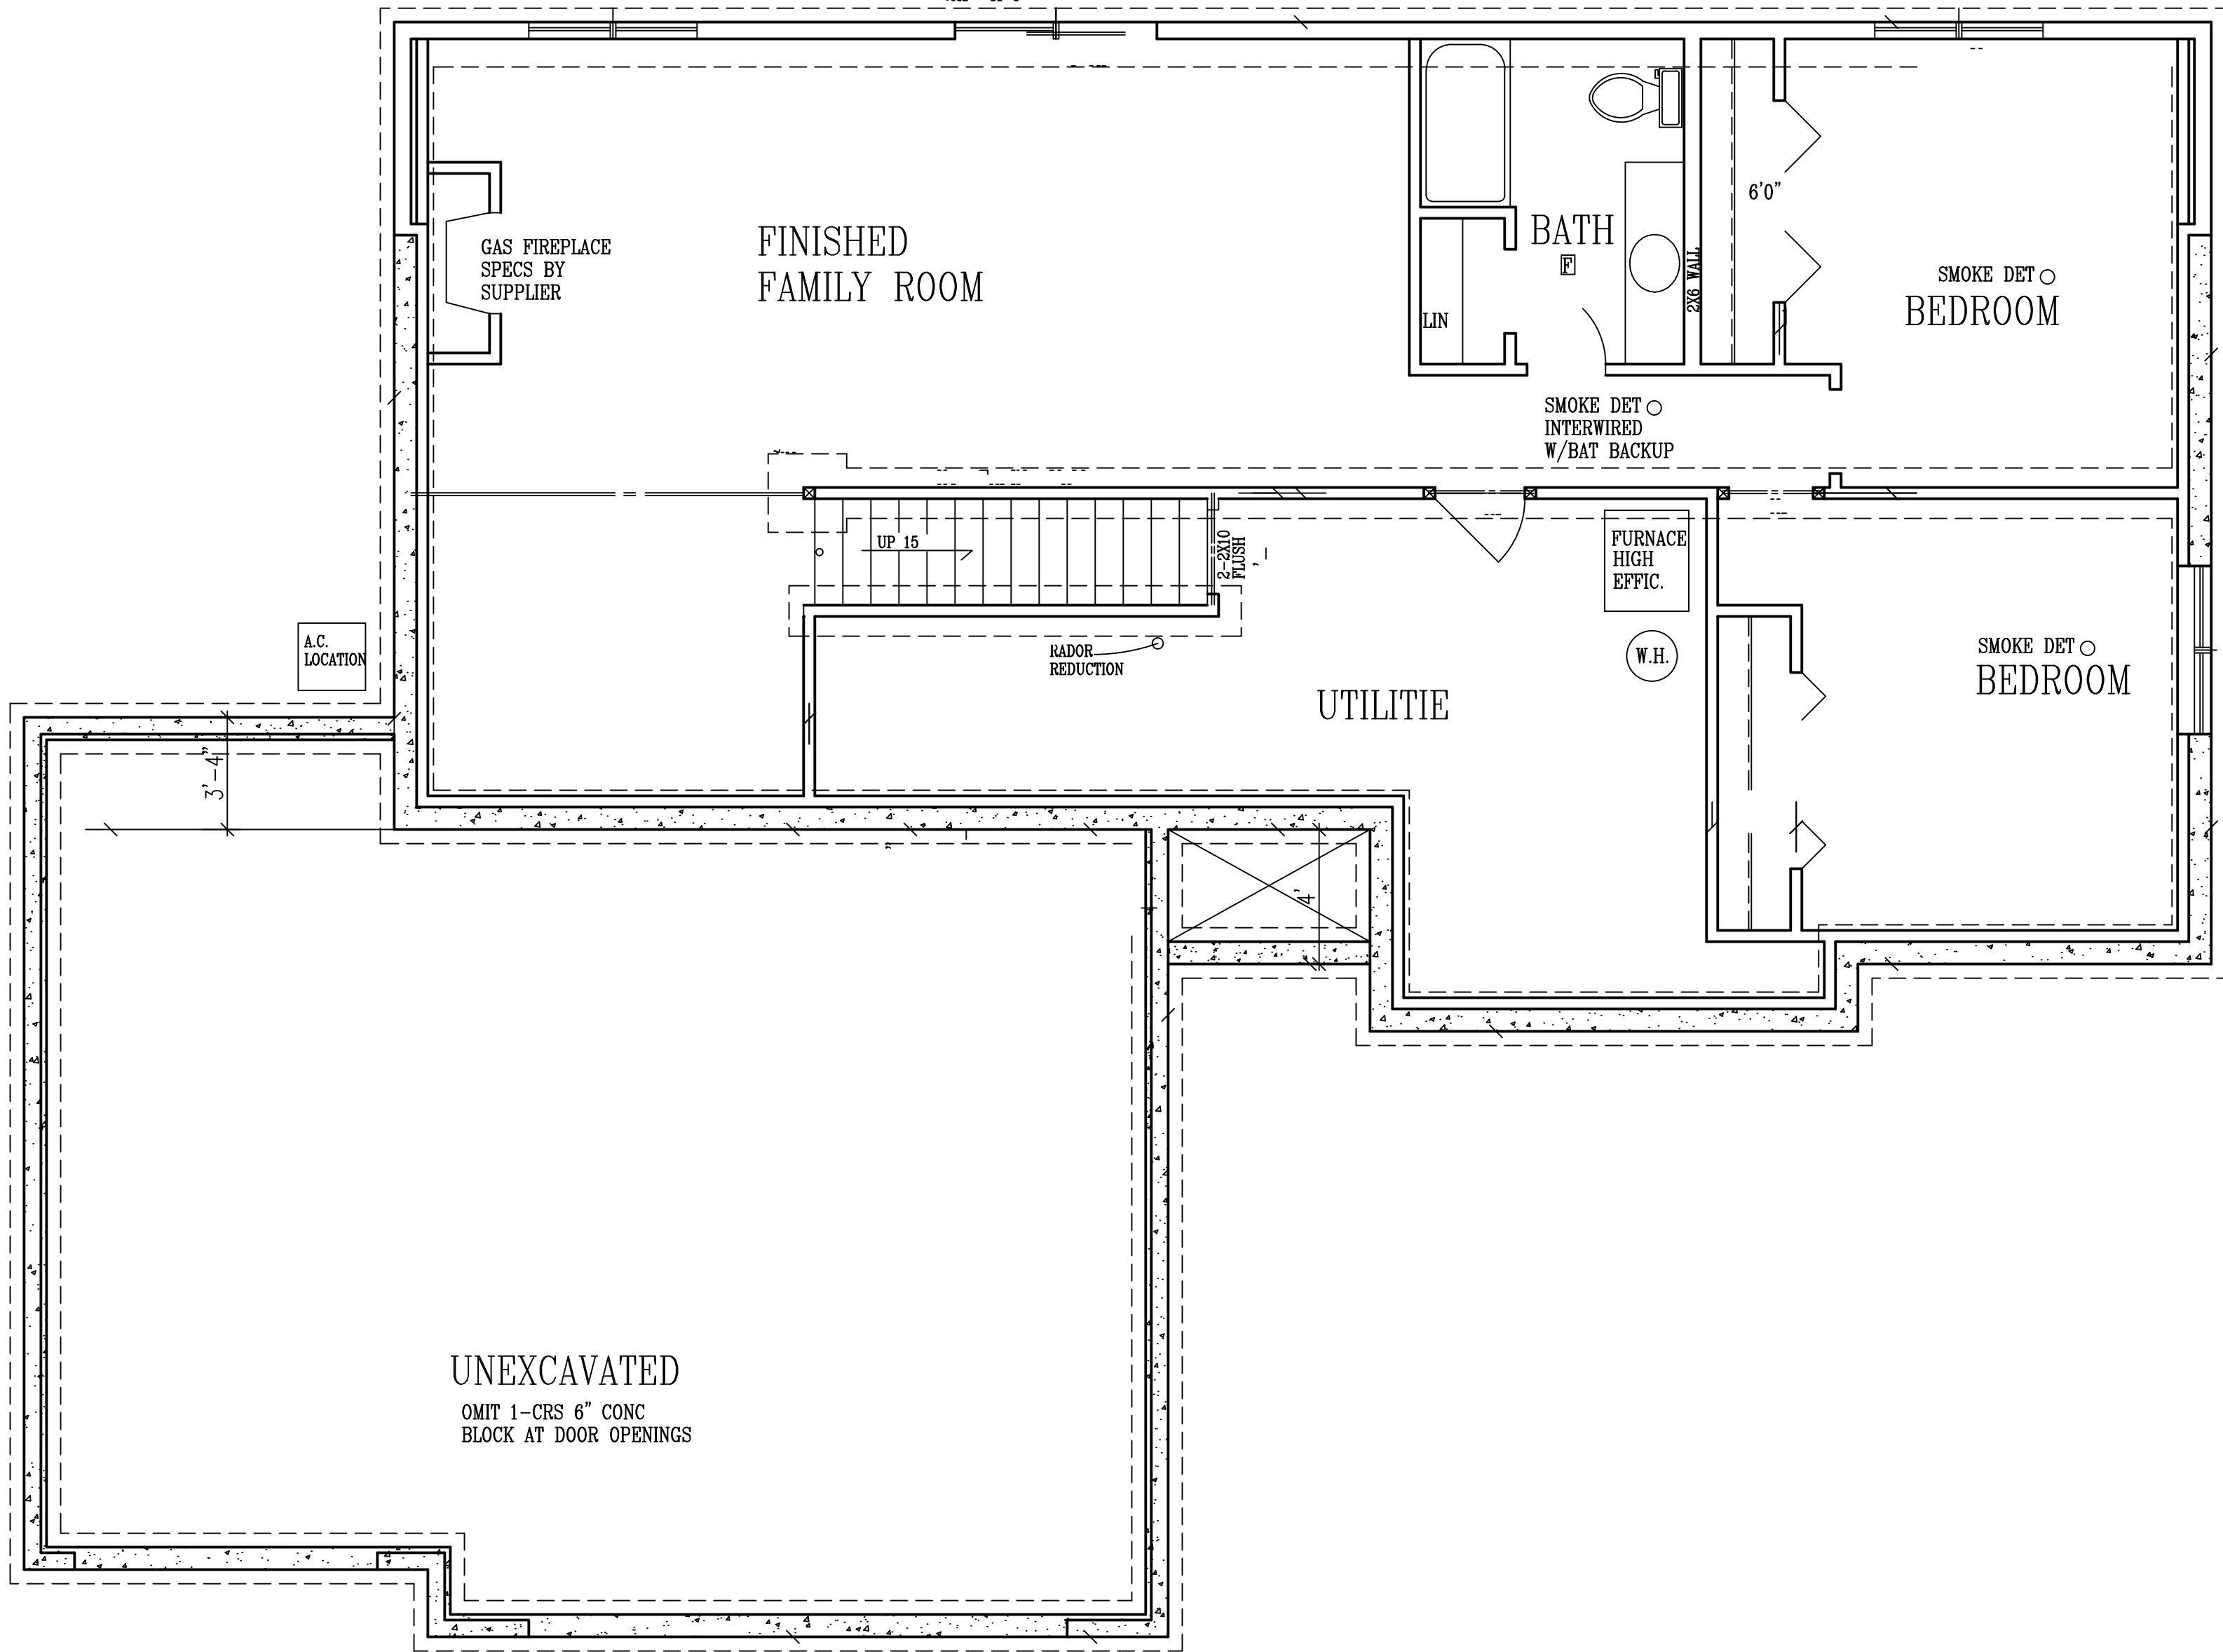 GAS FIREPLACE
SPECS BY
SUPPLIER
FINISHED
FAMILY ROOM
BATH
F
LIN
2X6 WALL
6'0"
SMOKE DET
BEDROOM
SMOKE DET
INTERWIRED
W/BAT BACKUP
UP 15
2-2X10
FLUSH
FURNACE
HIGH
EFFIC.
A.C.
LOCATION
RADOR
REDUCTION
W.H.
SMOKE DET
BEDROOM
UTILITIE
3'-4"
4'
UNEXCAVATED
OMIT 1-CRS 6" CONC
BLOCK AT DOOR OPENINGS